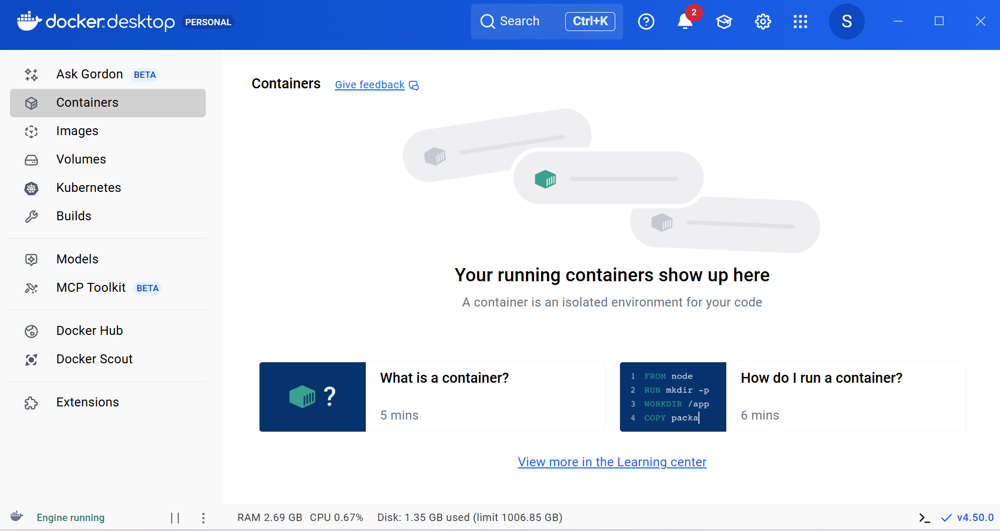 docker desktop PERSONAL
Search Ctrl+K
2
S
Ask Gordon BETA
Containers
Images
Volumes
Kubernetes
Builds
Models
MCP Toolkit BETA
Docker Hub
Docker Scout
Extensions
Containers Give feedback
Your running containers show up here
A container is an isolated environment for your code
?
What is a container?
5 mins
1 FROM node
2 RUN mkdir -p
3 WORKDIR /app
4 COPY packa
How do I run a container?
6 mins
View more in the Learning center
Engine running
RAM 2.69 GB CPU 0.67% Disk: 1.35 GB used (limit 1006.85 GB)
v4.50.0